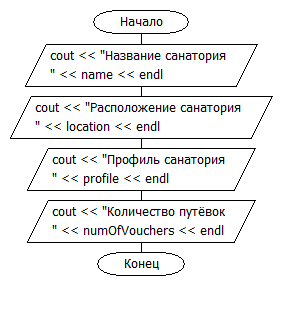 Начало
cout << "Название санатория
" << name << endl
cout << "Расположение санатория
" << location << endl
cout << "Профиль санатория
" << profile << endl
cout << "Количество путёвок
" << numOfVouchers << endl
Конец